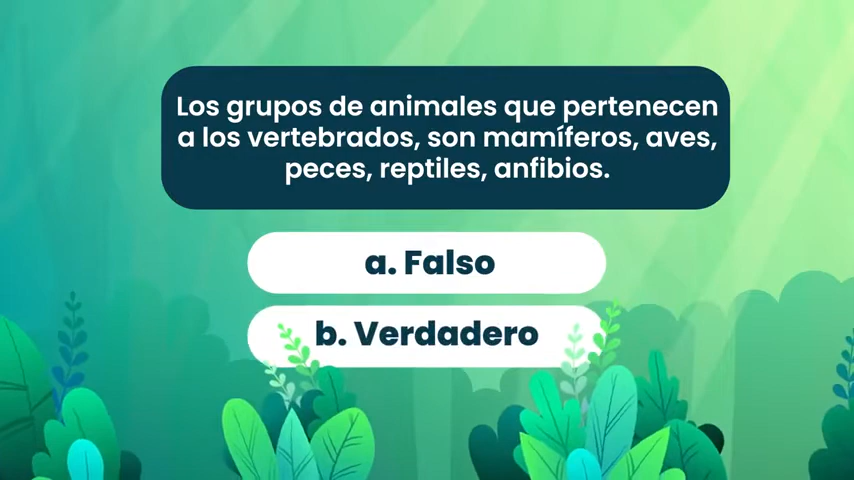 Los grupos de animales que pertenecen
a los vertebrados, son mamíferos, aves,
peces, reptiles, anfibios.
a. Falso
b. Verdadero